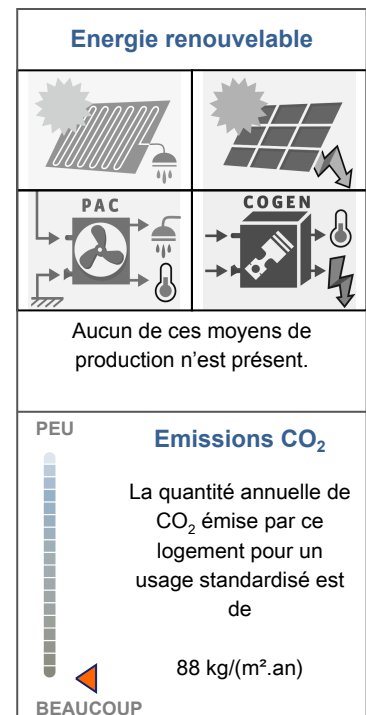 Energie renouvelable
PAC
COGEN
Aucun de ces moyens de
production n’est présent.
PEU
Emissions CO₂
La quantité annuelle de
CO₂ émise par ce
logement pour un
usage standardisé est
de
88 kg/(m².an)
BEAUCOUP